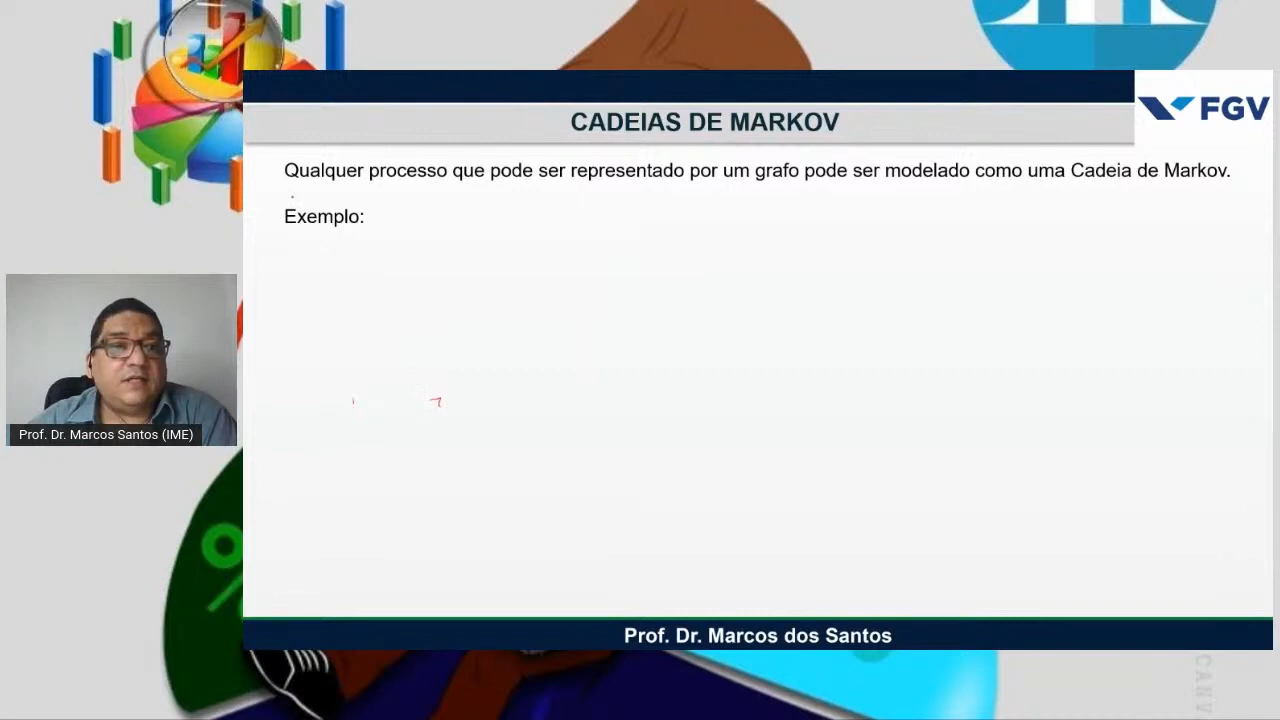 FGV
CADEIAS DE MARKOV
Qualquer processo que pode ser representado por um grafo pode ser modelado como uma Cadeia de Markov.
Exemplo:
Prof. Dr. Marcos Santos (IME)
%
Prof. Dr. Marcos dos Santos
CANV